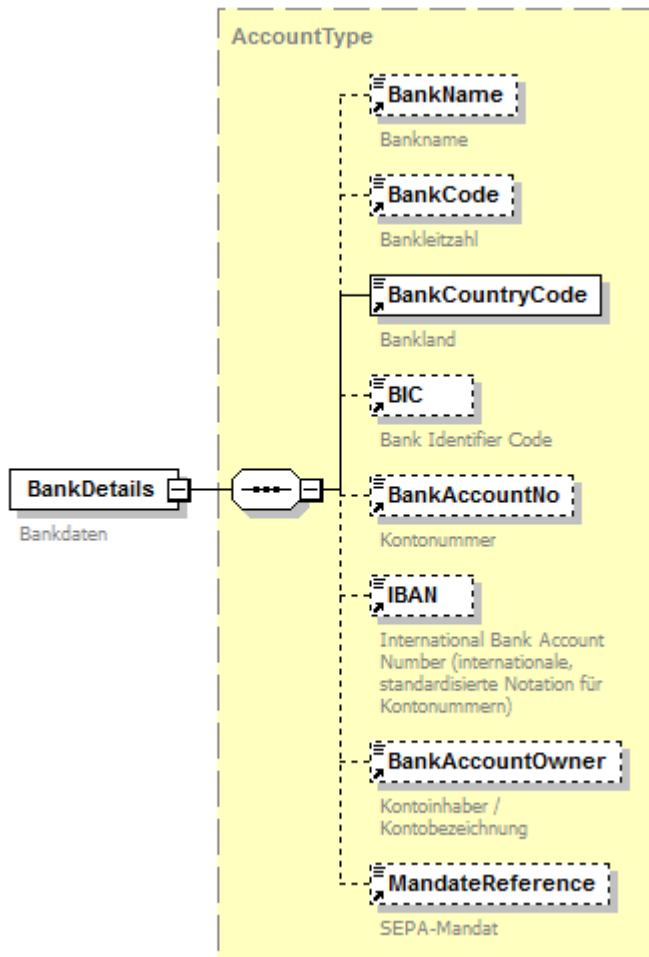 AccountType
BankName
Bankname
BankCode
Bankleitzahl
BankCountryCode
Bankland
BIC
Bank Identifier Code
BankDetails
Bankdaten
BankAccountNo
Kontonummer
IBAN
International Bank Account
Number (internationale,
standardisierte Notation für
Kontonummern)
BankAccountOwner
Kontoinhaber /
Kontobezeichnung
MandateReference
SEPA-Mandat